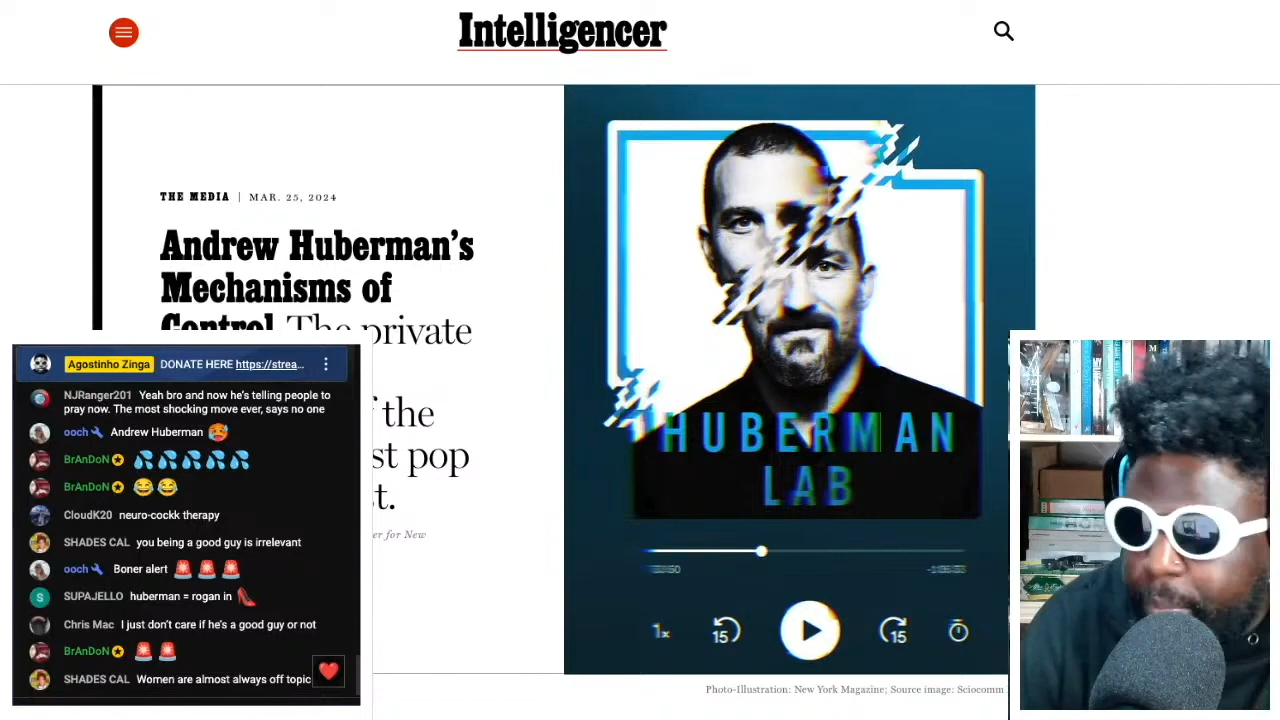 Intelligencer
THE MEDIA | MAR. 25, 2024
Andrew Huberman's
Mechanisms of
Control The private
f the
st pop
t.
er for New
HUBERMAN
LAB
1x
15
15
Photo-Illustration: New York Magazine; Source image: Sciocomm
Agostinho Zinga DONATE HERE https://strea...
NJRanger201 Yeah bro and now he's telling people to
pray now. The most shocking move ever, says no one
ooch Andrew Huberman 🥵
BrAnDoN 💦💦💦💦💦
BrAnDoN 😂😂
CloudK20 neuro-cockk therapy
SHADES CAL you being a good guy is irrelevant
ooch Boner alert 🚨🚨🚨
S SUPAJELLO huberman = rogan in 👠
Chris Mac I just don't care if he's a good guy or not
BrAnDoN 🚨🚨
SHADES CAL Women are almost always off topic